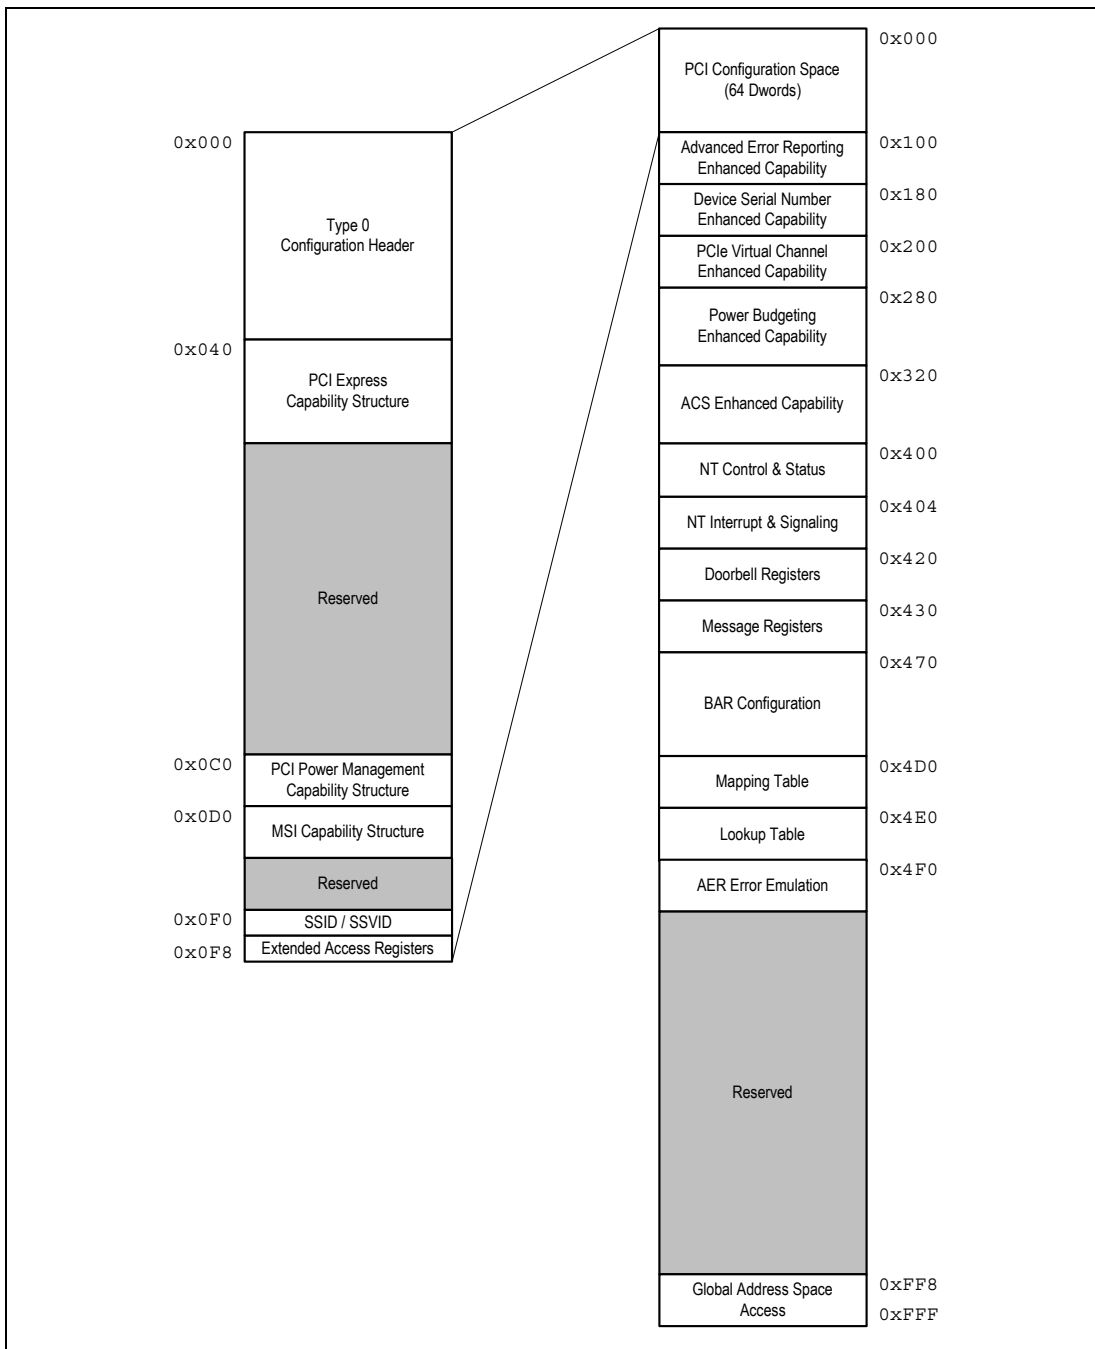 0x000
Type 0
Configuration Header
0x040
PCI Express
Capability Structure
Reserved
0x0C0
PCI Power Management
Capability Structure
0x0D0
MSI Capability Structure
Reserved
0x0F0
SSID / SSVID
0x0F8
Extended Access Registers
0x000
PCI Configuration Space
(64 Dwords)
0x100
Advanced Error Reporting
Enhanced Capability
0x180
Device Serial Number
Enhanced Capability
0x200
PCIe Virtual Channel
Enhanced Capability
0x280
Power Budgeting
Enhanced Capability
0x320
ACS Enhanced Capability
0x400
NT Control & Status
0x404
NT Interrupt & Signaling
0x420
Doorbell Registers
0x430
Message Registers
0x470
BAR Configuration
0x4D0
Mapping Table
0x4E0
Lookup Table
0x4F0
AER Error Emulation
Reserved
0xFF8
Global Address Space
Access
0xFFF